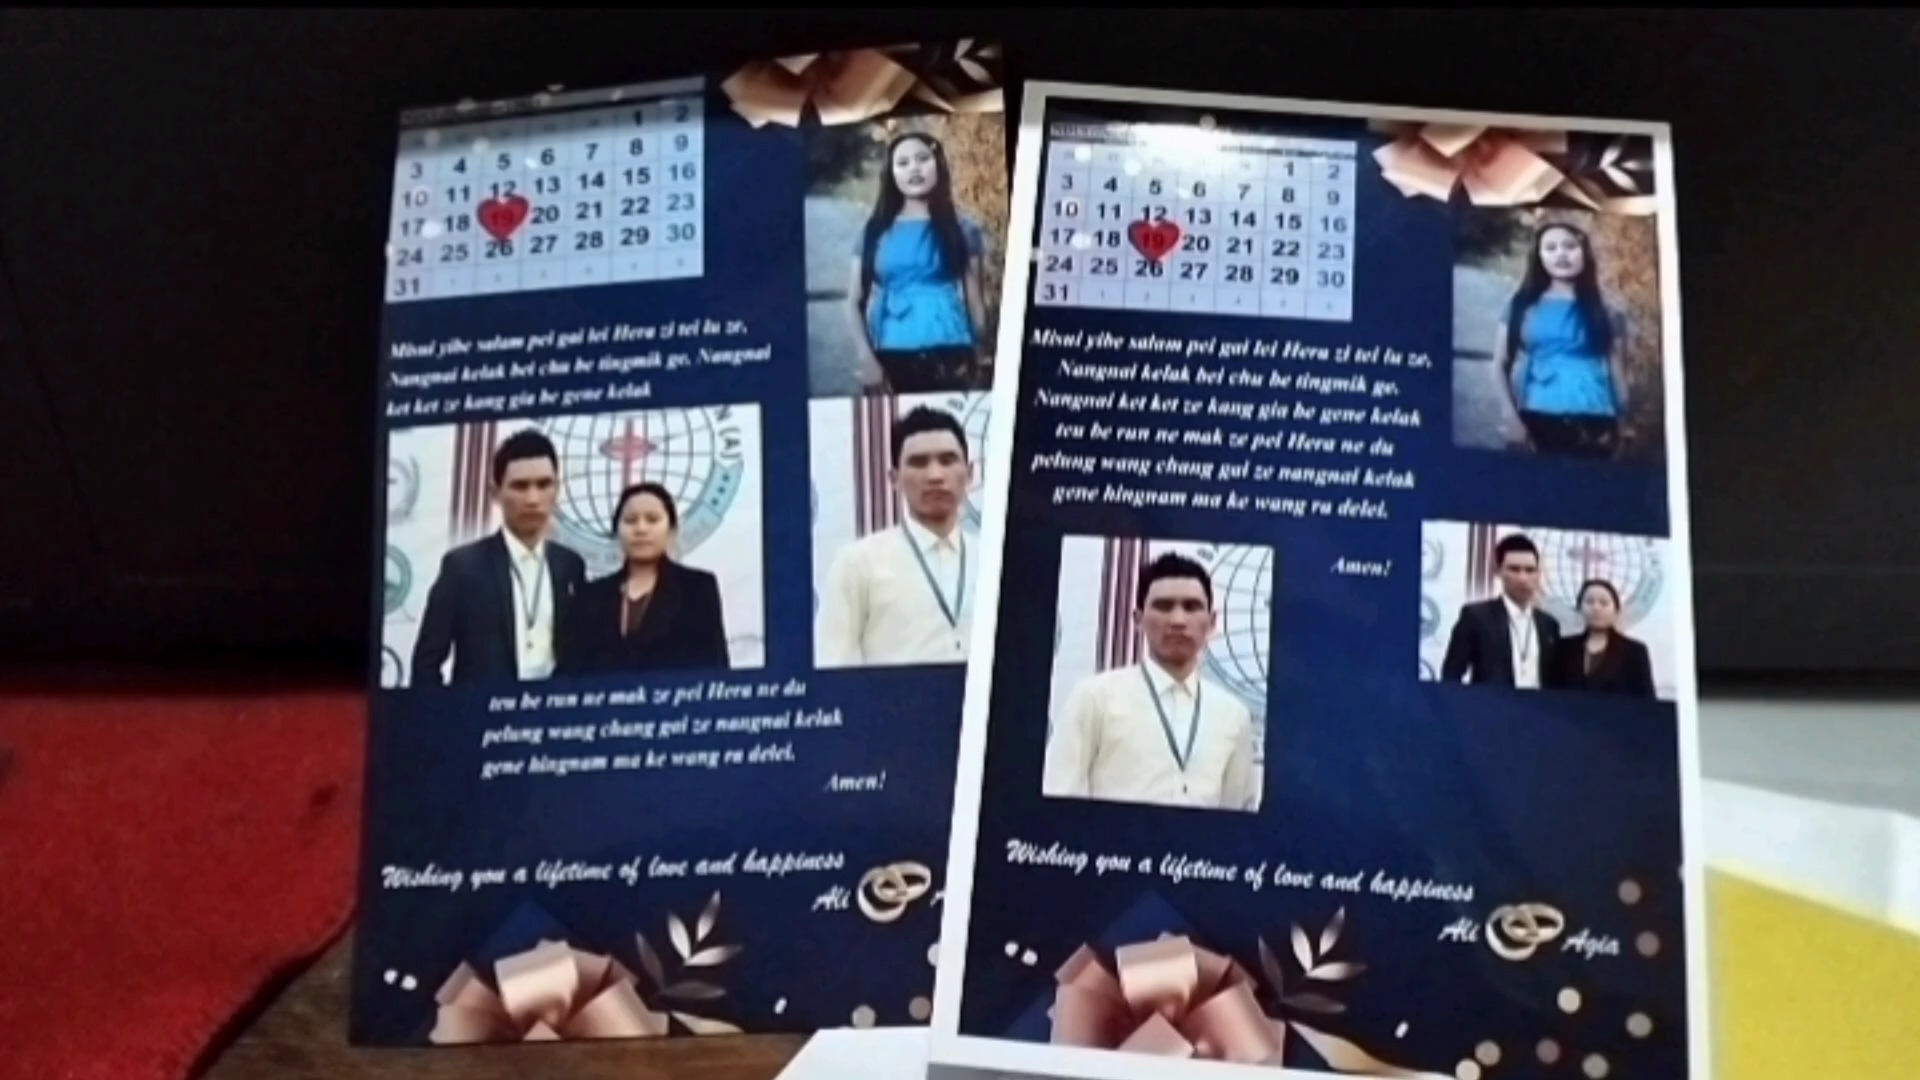 1 2
3 4 5 6 7 8 9
10 11 12 13 14 15 16
17 18 19 20 21 22 23
24 25 26 27 28 29 30
31
Misui yibe salam pei gai lei Hera zi tei lu ze.
Nangnai kelak bei chu be tingmik ge. Nangnai
ket ket ze kang gia be gene kelak
N (A)
teu be run ne mak ze pei Hera ne du
pelung wang chang gai ze nangnai kelak
gene hingnam ma ke wang ra delei.
Amen!
Wishing you a lifetime of love and happiness
Ali
1 2
3 4 5 6 7 8 9
10 11 12 13 14 15 16
17 18 19 20 21 22 23
24 25 26 27 28 29 30
31
Misui yibe salam pei gai lei Hera zi tei lu ze.
Nangnai kelak bei chu be tingmik ge.
Nangnai ket ket ze kang gia be gene kelak
teu be run ne mak ze pei Hera ne du
pelung wang chang gai ze nangnai kelak
gene hingnam ma ke wang ra delei.
Amen!
Wishing you a lifetime of love and happiness
Ali Agia